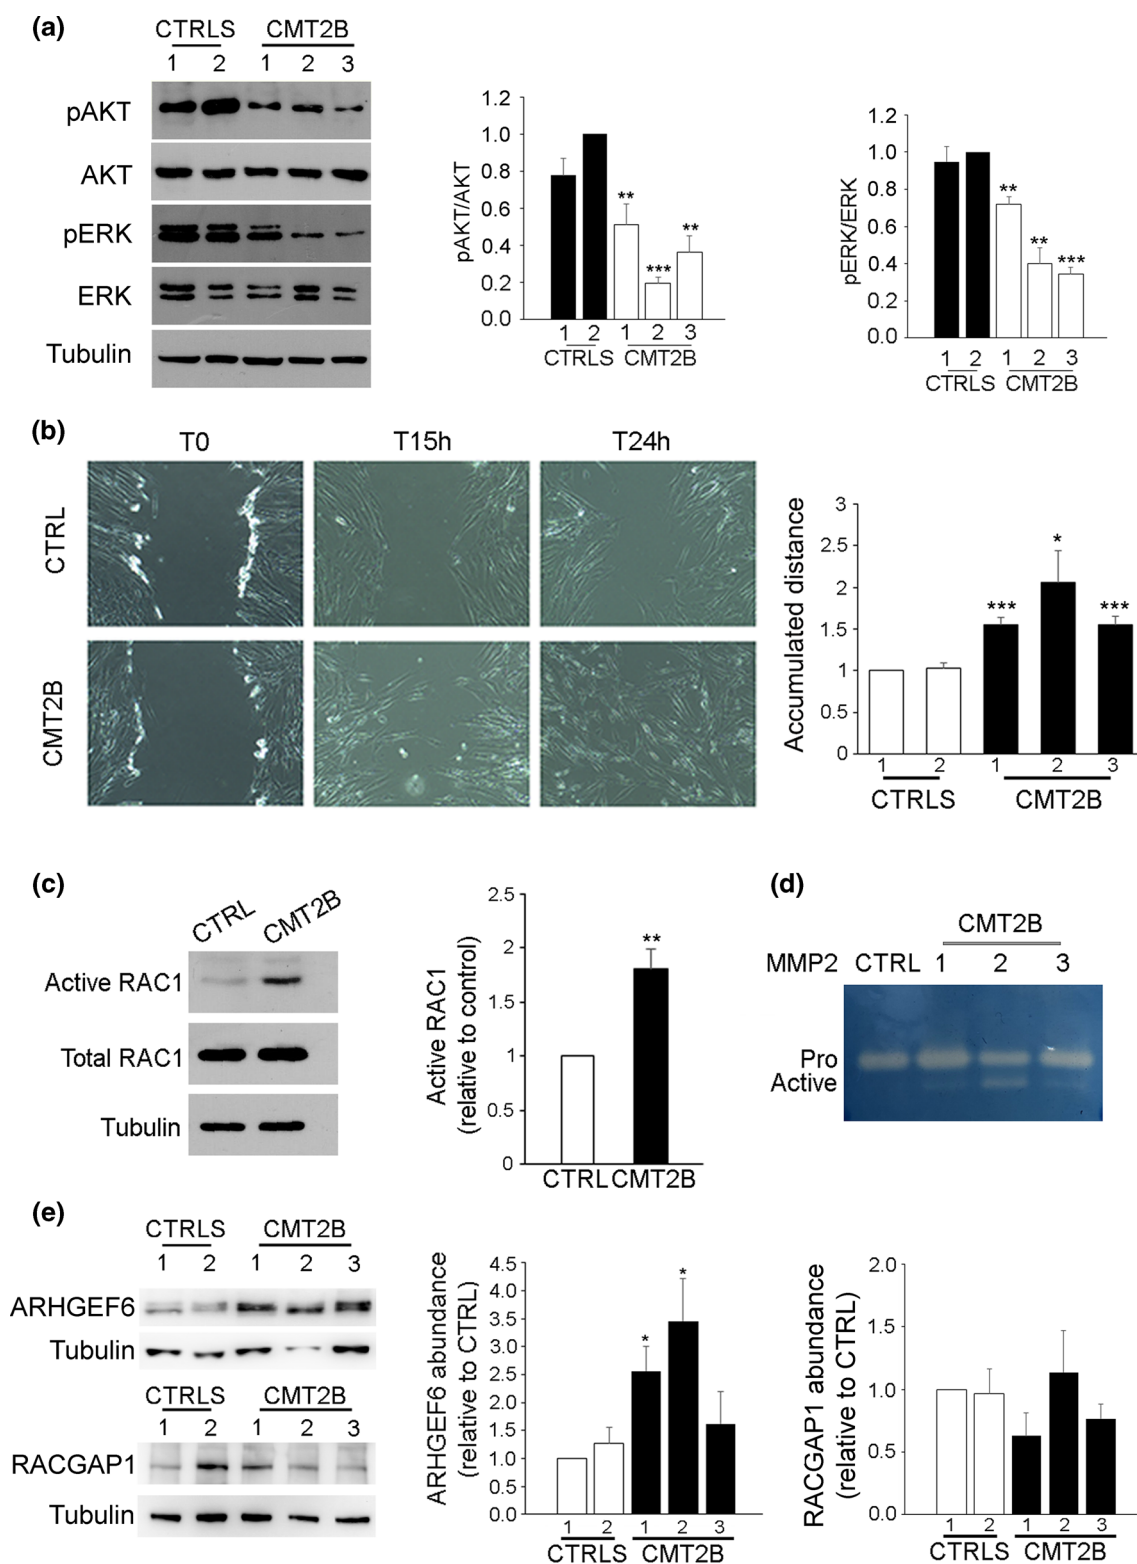 (a)
CTRLS CMT2B
1 2 1 2 3
pAKT
AKT
pERK
ERK
Tubulin
pAKT/AKT
1.2
1.0
0.8
0.6
0.4
0.2
0.0
** *** **
1 2 1 2 3
CTRLS CMT2B
pERK/ERK
1.2
1.0
0.8
0.6
0.4
0.2
0.0
** ** ***
1 2 1 2 3
CTRLS CMT2B
(b)
T0 T15h T24h
CTRL
CMT2B
Accumulated distance
3
2.5
2
1.5
1
0.5
0
*** * ***
1 2 1 2 3
CTRLS CMT2B
(c)
CTRL CMT2B
Active RAC1
Total RAC1
Tubulin
Active RAC1
(relative to control)
2.5
2
1.5
1
0.5
0
**
CTRL CMT2B
(d)
CMT2B
MMP2 CTRL 1 2 3
Pro
Active
(e)
CTRLS CMT2B
1 2 1 2 3
ARHGEF6
Tubulin
CTRLS CMT2B
1 2 1 2 3
RACGAP1
Tubulin
ARHGEF6 abundance
(relative to CTRL)
4.5
4.0
3.5
3.0
2.5
2.0
1.5
1.0
0.5
0.0
* *
1 2 1 2 3
CTRLS CMT2B
RACGAP1 abundance
(relative to CTRL)
2.0
1.5
1.0
0.5
0.0
1 2 1 2 3
CTRLS CMT2B